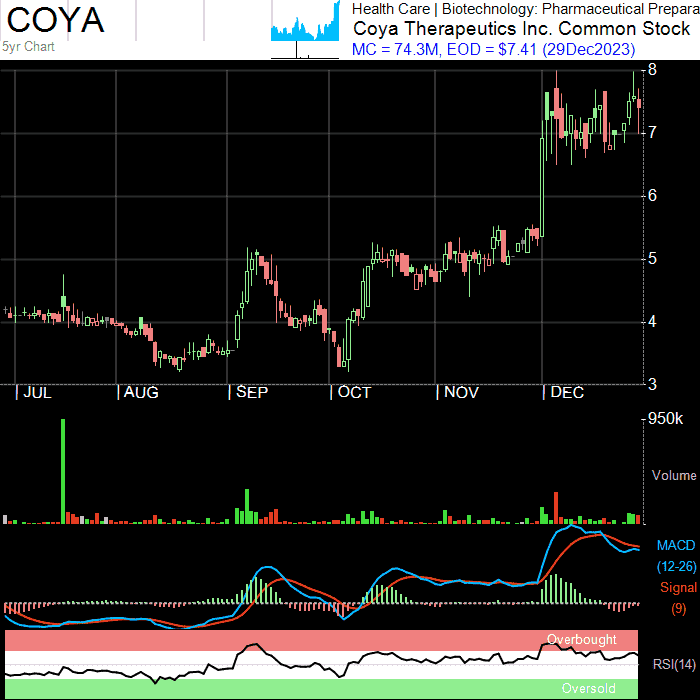 COYA
5yr Chart
Health Care | Biotechnology: Pharmaceutical Prepara
Coya Therapeutics Inc. Common Stock
MC = 74.3M, EOD = $7.41 (29Dec2023)
8
7
6
5
4
3
| JUL | AUG | SEP | OCT | NOV | DEC
950k
Volume
MACD
(12-26)
Signal
(9)
Overbought
RSI(14)
Oversold